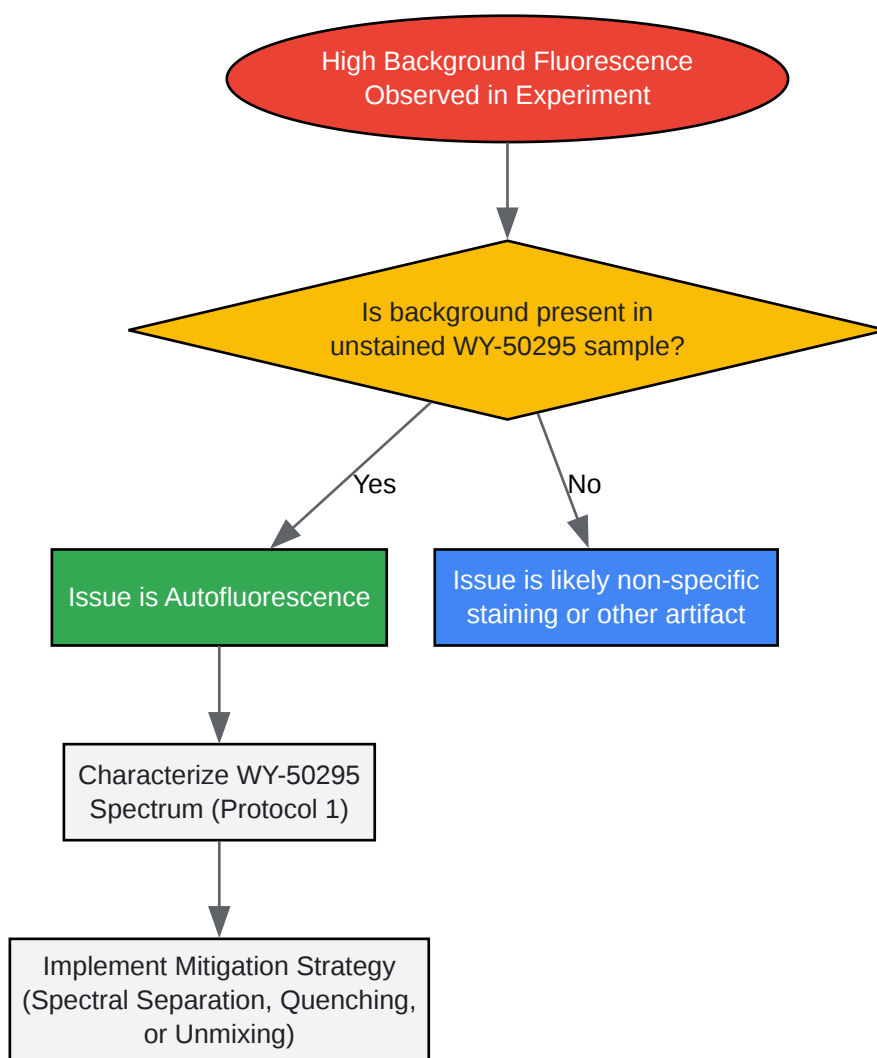 High Background Fluorescence
Observed in Experiment
Is background present in
unstained WY-50295 sample?
Yes
No
Issue is Autofluorescence
Issue is likely non-specific
staining or other artifact
Characterize WY-50295
Spectrum (Protocol 1)
Implement Mitigation Strategy
(Spectral Separation, Quenching,
or Unmixing)